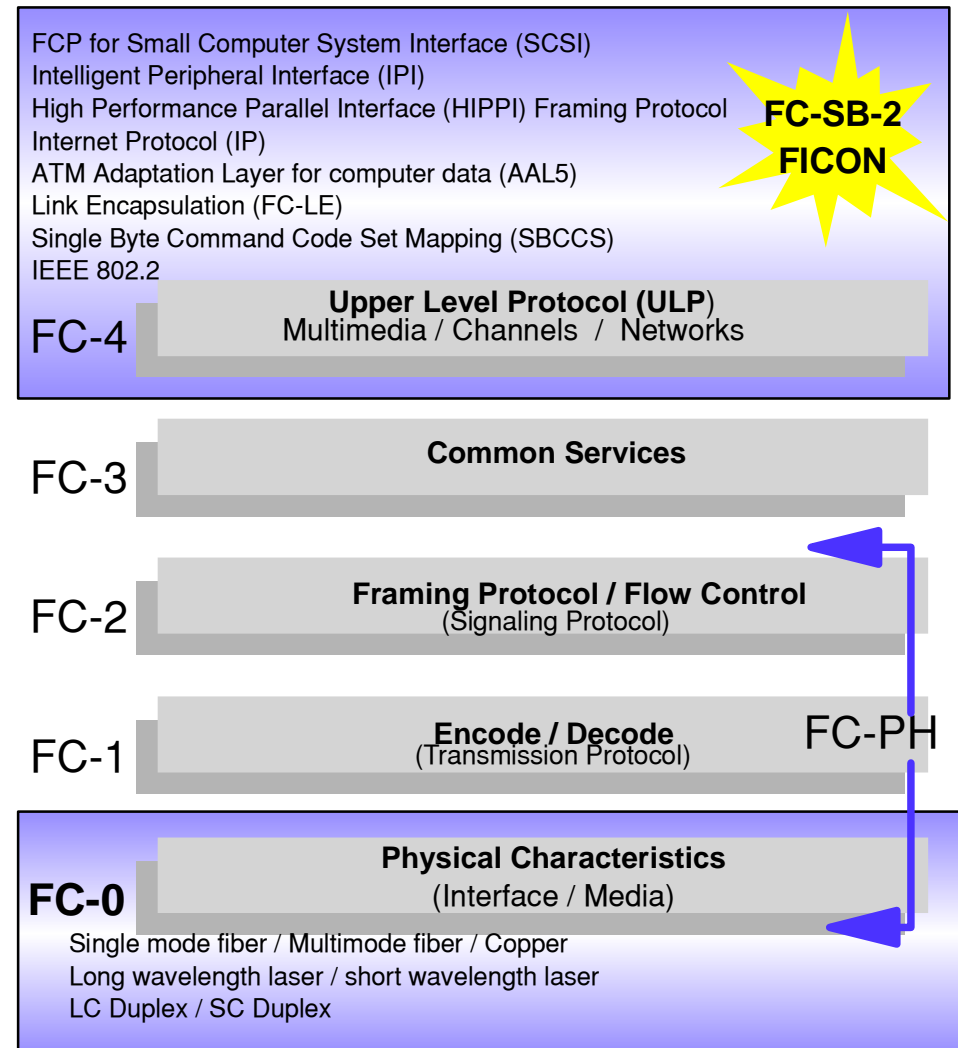 FCP for Small Computer System Interface (SCSI)
Intelligent Peripheral Interface (IPI)
High Performance Parallel Interface (HIPPI) Framing Protocol
Internet Protocol (IP)
ATM Adaptation Layer for computer data (AAL5)
Link Encapsulation (FC-LE)
Single Byte Command Code Set Mapping (SBCCS)
IEEE 802.2
FC-SB-2
FICON
FC-4
Upper Level Protocol (ULP)
Multimedia / Channels / Networks
FC-3
Common Services
FC-2
Framing Protocol / Flow Control
(Signaling Protocol)
FC-1
Encode / Decode
(Transmission Protocol)
FC-PH
FC-0
Physical Characteristics
(Interface / Media)
Single mode fiber / Multimode fiber / Copper
Long wavelength laser / short wavelength laser
LC Duplex / SC Duplex